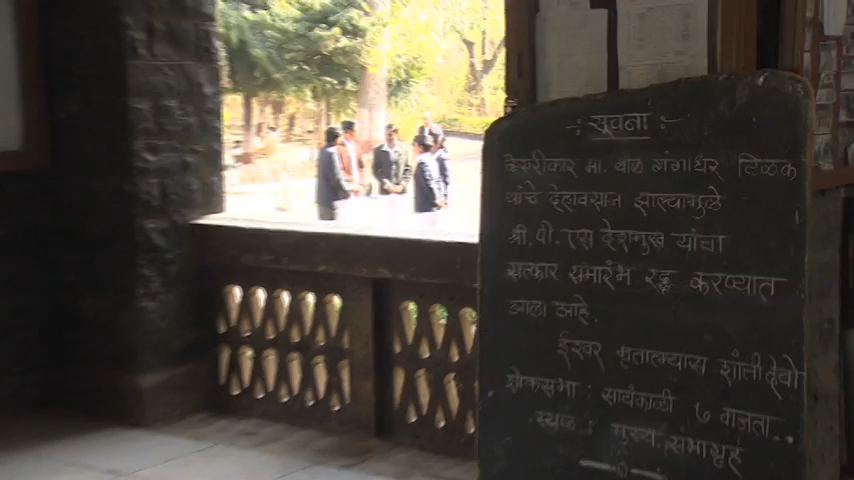 -: सूचना :-
केसरीकार मा. बाळ गंगाधर टिळक
यांचे देहावसान झाल्यामुळे
श्री. पी. एस देशमुख यांचा
सत्कार समारंभ रद्द करण्यात
आला आहे.
ईश्वर मृतात्म्यास शांती देवो
शोकसभा : सायंकाळी ७ वाजता..
स्थळ : मुख्य. सभागृह